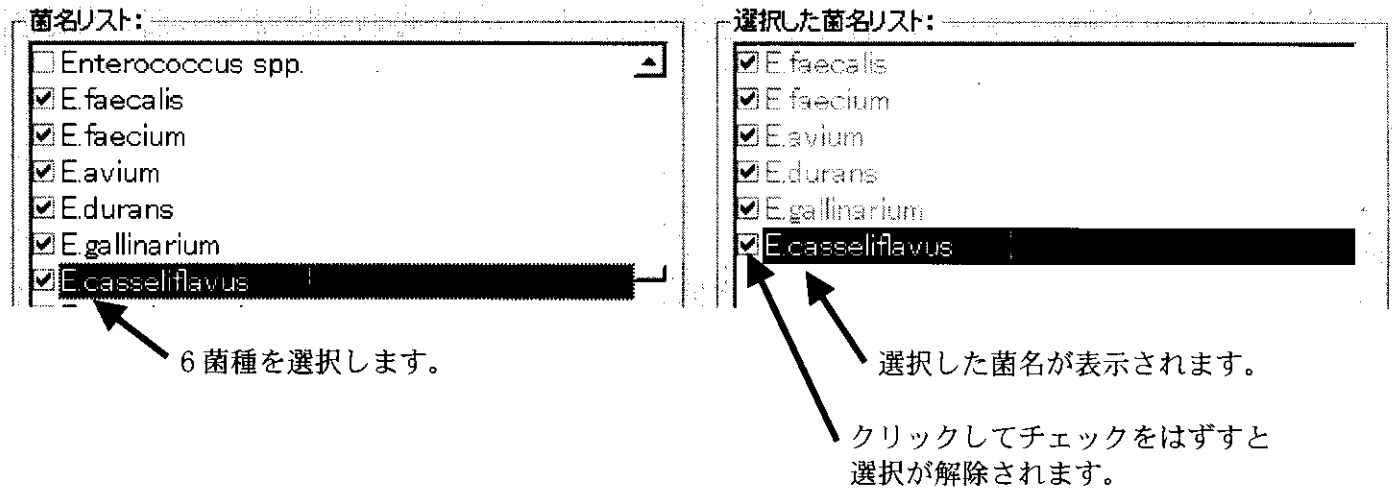 菌名リスト:
Enterococcus spp.
E.faecalis
E.faecium
E.avium
E.durans
E.gallinarium
E.casseliflavus
6菌種を選択します。
選択した菌名リスト:
E.faecalis
E.faecium
E.avium
E.durans
E.gallinarium
E.casseliflavus
選択した菌名が表示されます。
クリックしてチェックをはずすと
選択が解除されます。